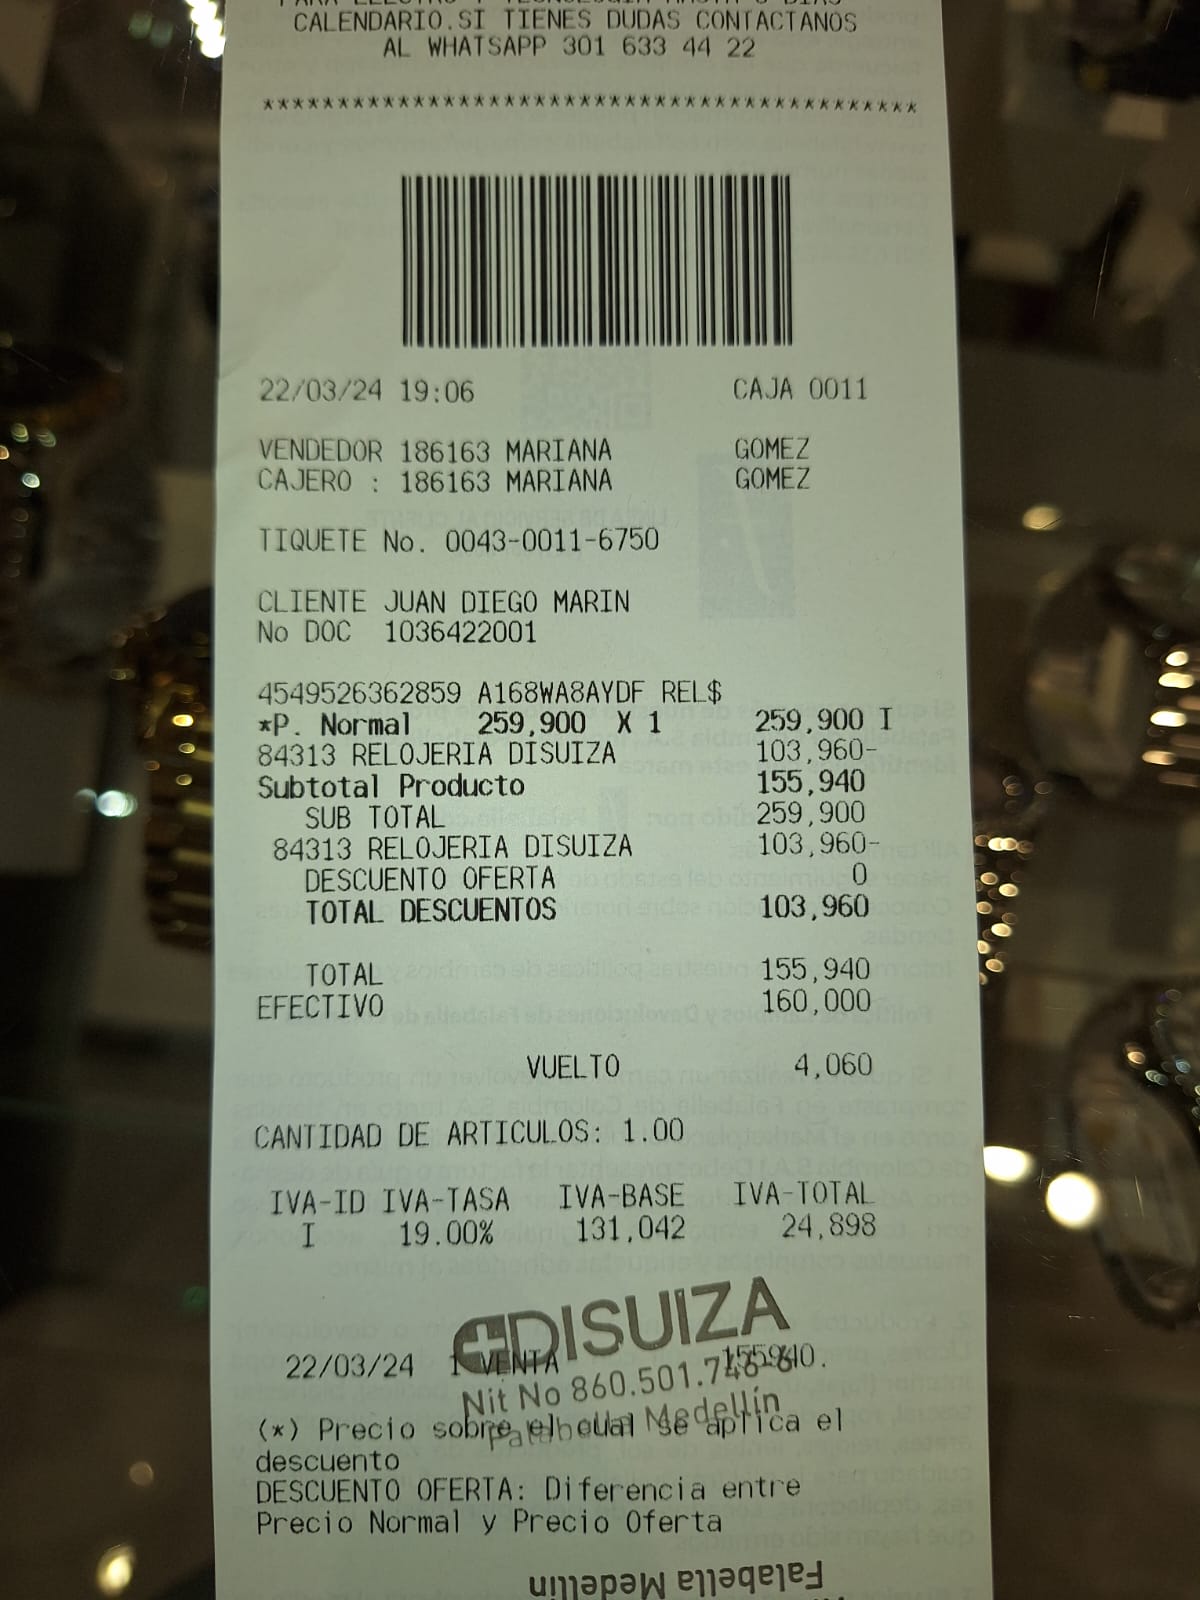 CALENDARIO.SI TIENES DUDAS CONTACTANOS
AL WHATSAPP 301 633 44 22
********************************************
22/03/24 19:06 CAJA 0011
VENDEDOR 186163 MARIANA GOMEZ
CAJERO : 186163 MARIANA GOMEZ
TIQUETE No. 0043-0011-6750
CLIENTE JUAN DIEGO MARIN
No DOC 1036422001
4549526362859 A168WA8AYDF REL$
*P. Normal 259,900 X 1 259,900 I
84313 RELOJERIA DISUIZA 103,960-
Subtotal Producto 155,940
SUB TOTAL 259,900
84313 RELOJERIA DISUIZA 103,960-
DESCUENTO OFERTA 0
TOTAL DESCUENTOS 103,960
TOTAL 155,940
EFECTIVO 160,000
VUELTO 4,060
CANTIDAD DE ARTICULOS: 1.00
IVA-ID IVA-TASA IVA-BASE IVA-TOTAL
I 19.00% 131,042 24,898
DISUIZA
22/03/24 1 VENTA 155940.
Nit No 860.501.
Falabella Medellín
(*) Precio sobre el cual se aplica el
descuento
DESCUENTO OFERTA: Diferencia entre
Precio Normal y Precio Oferta
Falabella Medellín